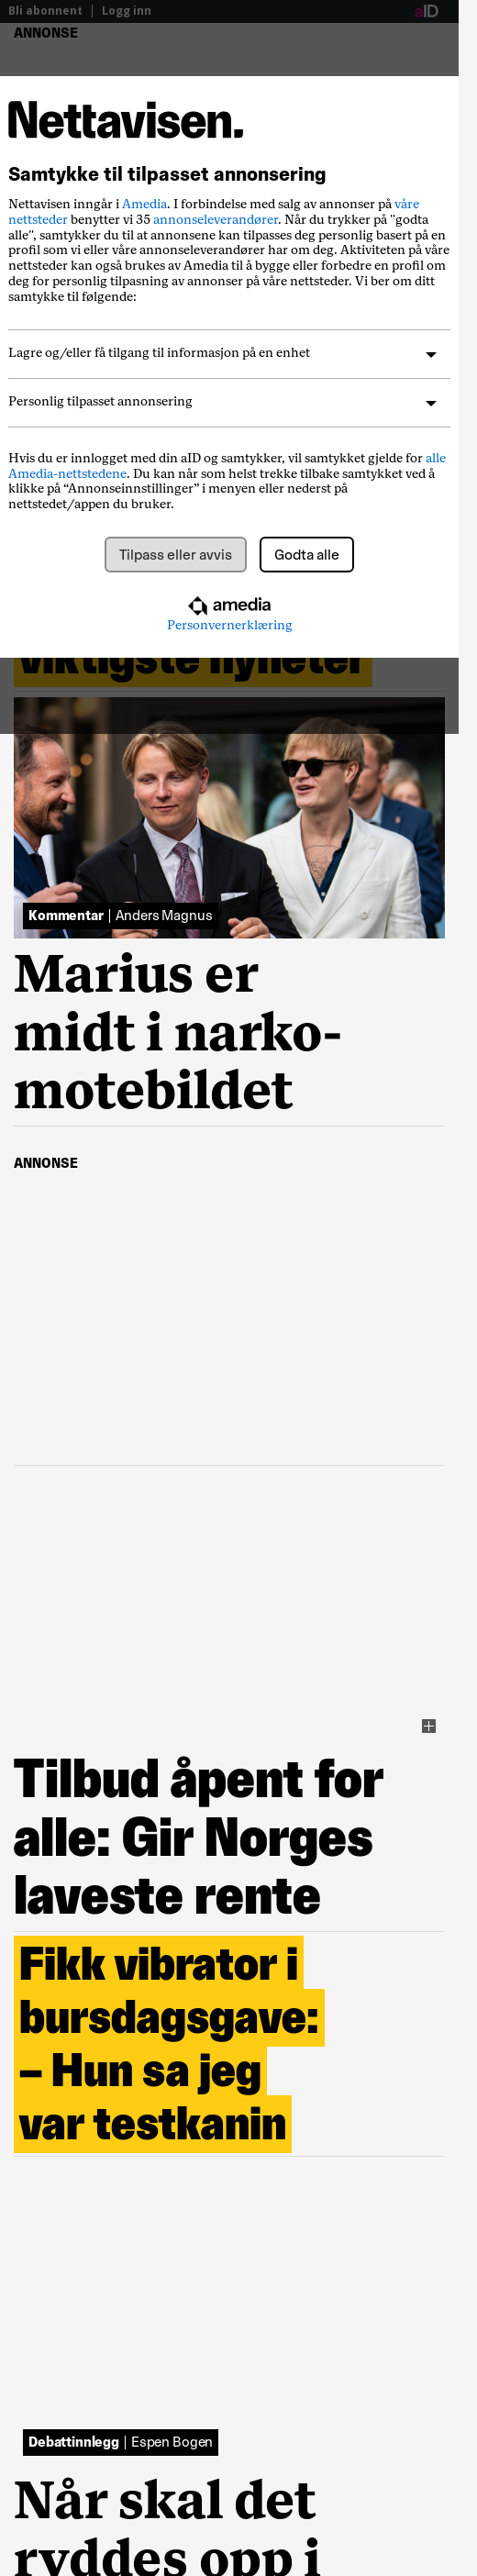 Bli abonnent | Logg inn aID
ANNONSE
Nettavisen.
Samtykke til tilpasset annonsering
Nettavisen inngår i Amedia. I forbindelse med salg av annonser på våre
nettsteder benytter vi 35 annonseleverandører. Når du trykker på "godta
alle", samtykker du til at annonsene kan tilpasses deg personlig basert på en
profil som vi eller våre annonseleverandører har om deg. Aktiviteten på våre
nettsteder kan også brukes av Amedia til å bygge eller forbedre en profil om
deg for personlig tilpasning av annonser på våre nettsteder. Vi ber om ditt
samtykke til følgende:
Lagre og/eller få tilgang til informasjon på en enhet
Personlig tilpasset annonsering
Hvis du er innlogget med din aID og samtykker, vil samtykket gjelde for alle
Amedia-nettstedene. Du kan når som helst trekke tilbake samtykket ved å
klikke på “Annonseinnstillinger” i menyen eller nederst på
nettstedet/appen du bruker.
Tilpass eller avvis Godta alle
amedia
Personvernerklæring
viktigste nyheter
Kommentar | Anders Magnus
Marius er
midt i narko-
motebildet
ANNONSE
Tilbud åpent for
alle: Gir Norges
laveste rente
Fikk vibrator i
bursdagsgave:
– Hun sa jeg
var testkanin
Debattinnlegg | Espen Bogen
Når skal det
ryddes opp i